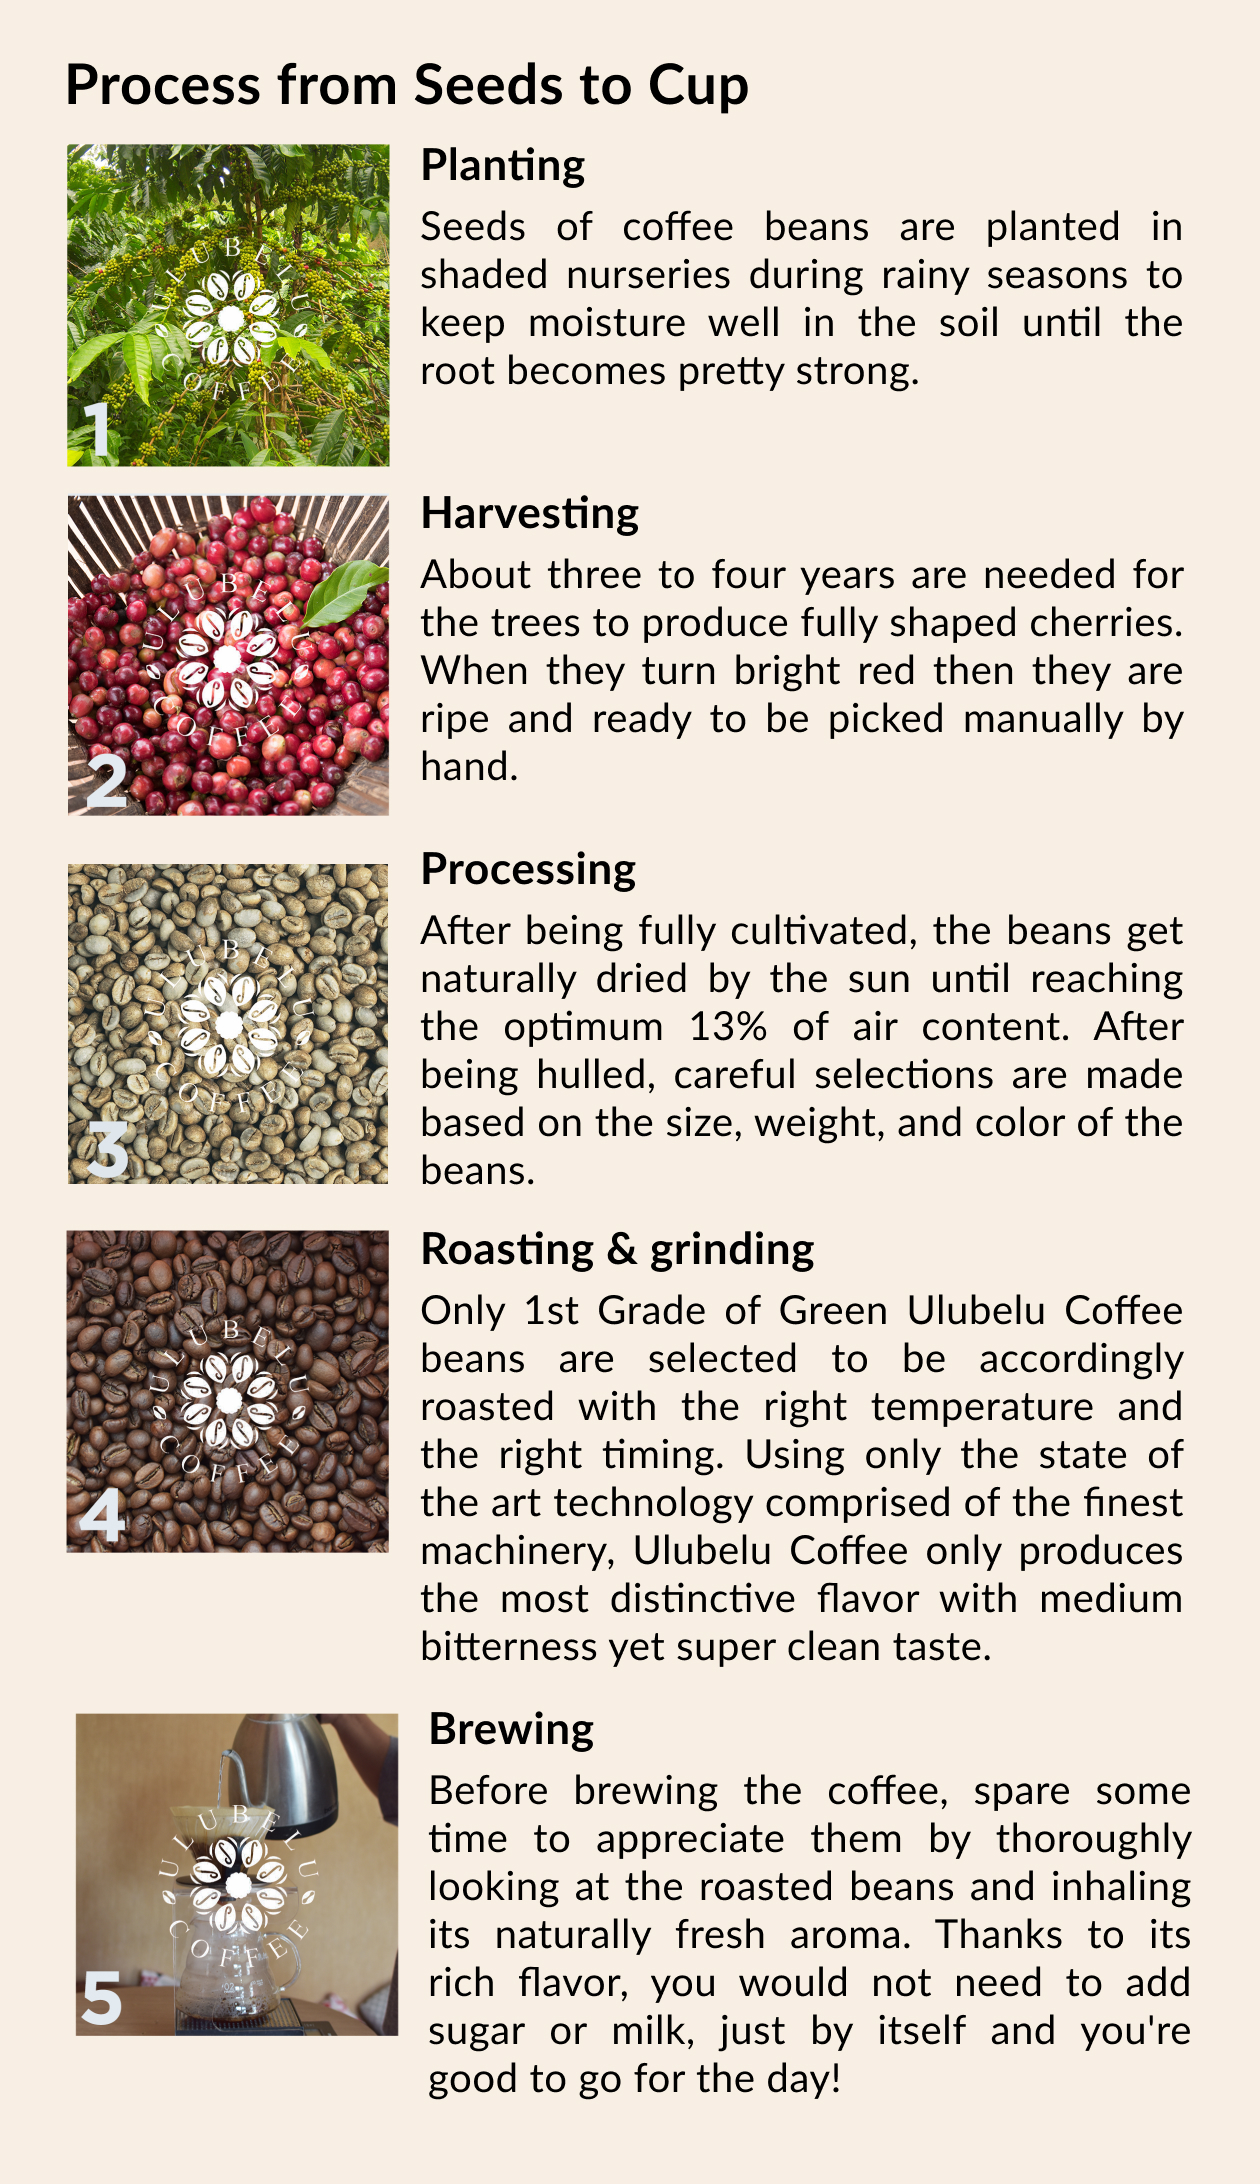 Process from Seeds to Cup
ULUBELU
COFFEE
1
Planting
Seeds of coffee beans are planted in
shaded nurseries during rainy seasons to
keep moisture well in the soil until the
root becomes pretty strong.
ULUBELU
COFFEE
2
Harvesting
About three to four years are needed for
the trees to produce fully shaped cherries.
When they turn bright red then they are
ripe and ready to be picked manually by
hand.
ULUBELU
COFFEE
3
Processing
After being fully cultivated, the beans get
naturally dried by the sun until reaching
the optimum 13% of air content. After
being hulled, careful selections are made
based on the size, weight, and color of the
beans.
ULUBELU
COFFEE
4
Roasting & grinding
Only 1st Grade of Green Ulubelu Coffee
beans are selected to be accordingly
roasted with the right temperature and
the right timing. Using only the state of
the art technology comprised of the finest
machinery, Ulubelu Coffee only produces
the most distinctive flavor with medium
bitterness yet super clean taste.
ULUBELU
COFFEE
5
Brewing
Before brewing the coffee, spare some
time to appreciate them by thoroughly
looking at the roasted beans and inhaling
its naturally fresh aroma. Thanks to its
rich flavor, you would not need to add
sugar or milk, just by itself and you're
good to go for the day!